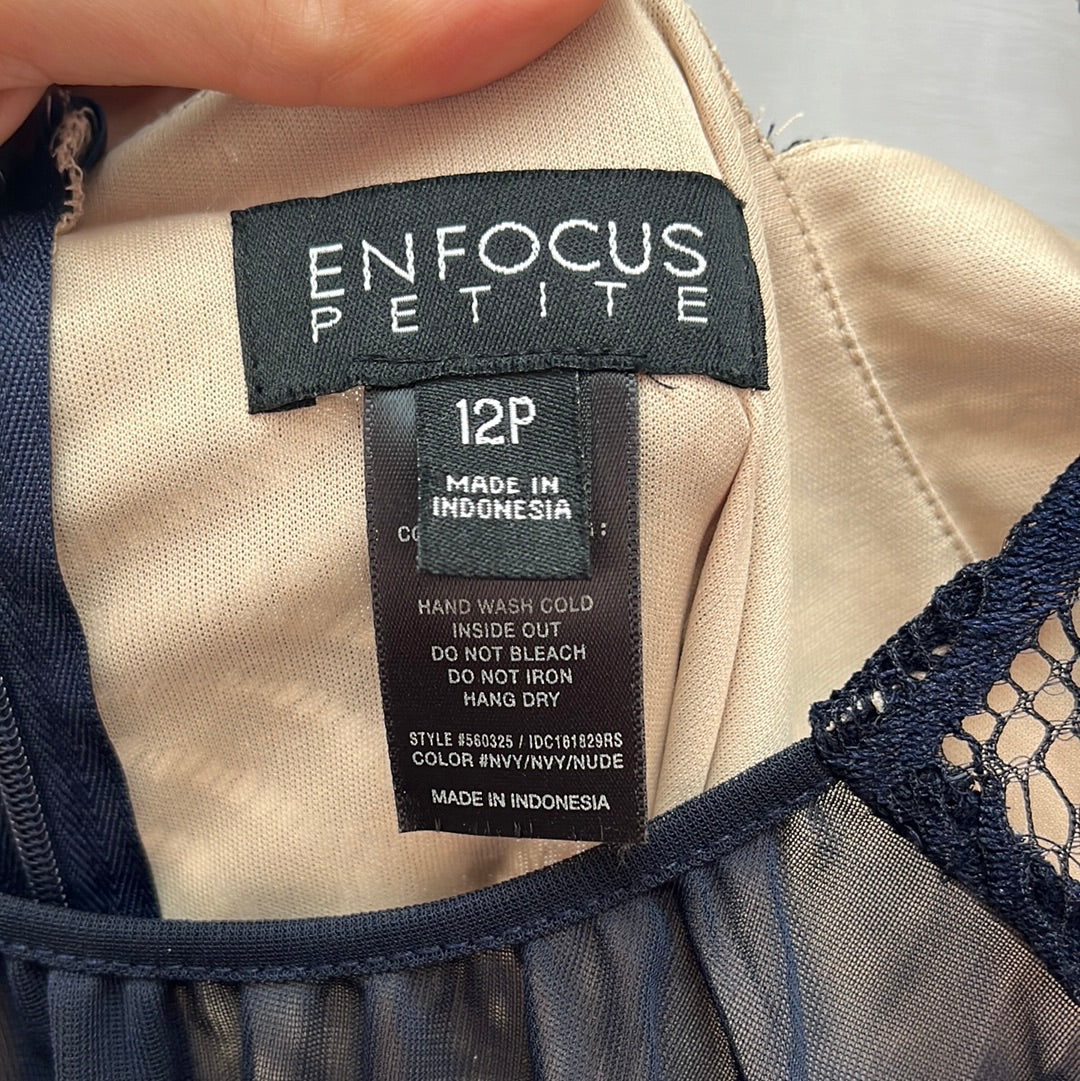 ENFOCUS
PETITE
12P
MADE IN
INDONESIA
HAND WASH COLD
INSIDE OUT
DO NOT BLEACH
DO NOT IRON
HANG DRY
STYLE #560325 / IDC161829RS
COLOR #NVY/NVY/NUDE
MADE IN INDONESIA